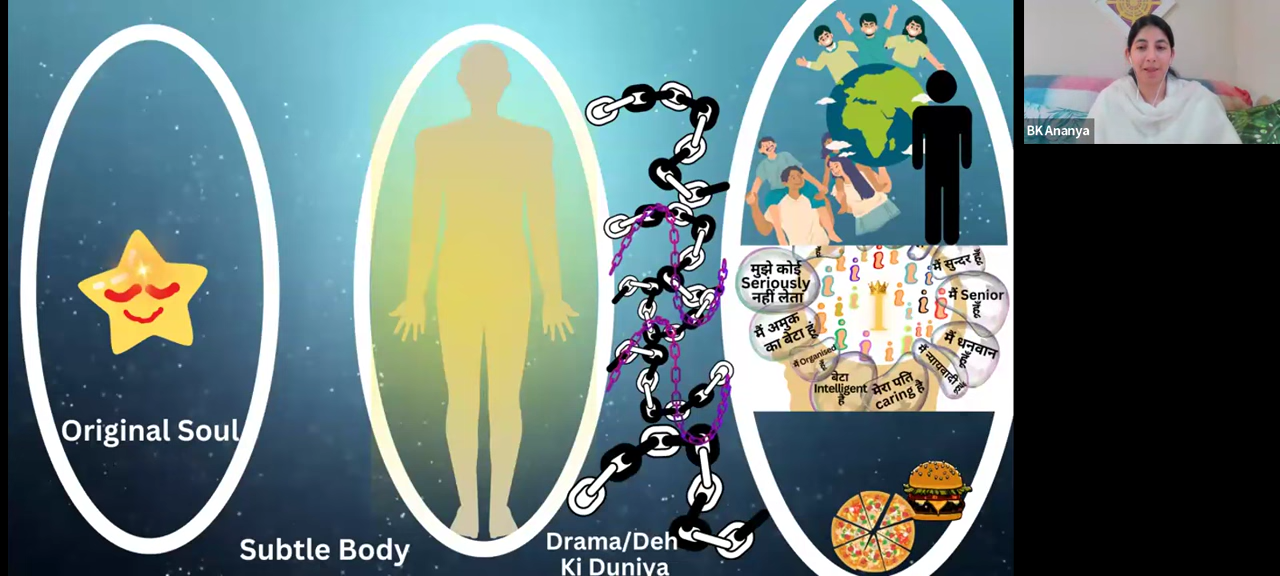 BK Ananya
मुझे कोई
Seriously
नहीं लेता
मैं सुन्दर हूँ
मैं Senior
हूँ
मैं अमुक
का बेटा हूं
मैं धनवान
हूँ
मैं Organised
हूँ
मैं न्यायवादी हूँ
बेटा
Intelligent
है
मेरा पति
caring है
Original Soul
Subtle Body
Drama/Deh
Ki Duniya